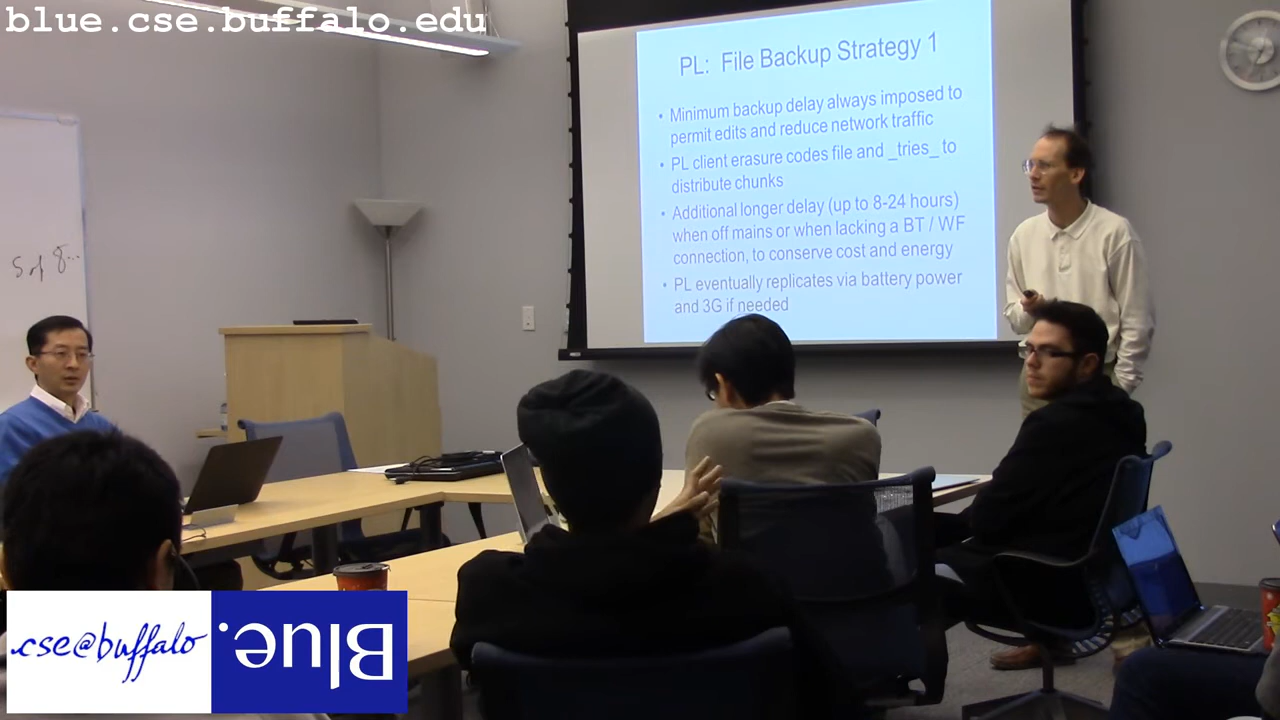 blue.cse.buffalo.edu
PL: File Backup Strategy 1
• Minimum backup delay always imposed to
permit edits and reduce network traffic
• PL client erasure codes file and _tries_ to
distribute chunks
• Additional longer delay (up to 8-24 hours)
when off mains or when lacking a BT / WF
connection, to conserve cost and energy
• PL eventually replicates via battery power
and 3G if needed
5 of 8...
cse@buffalo
Blue.